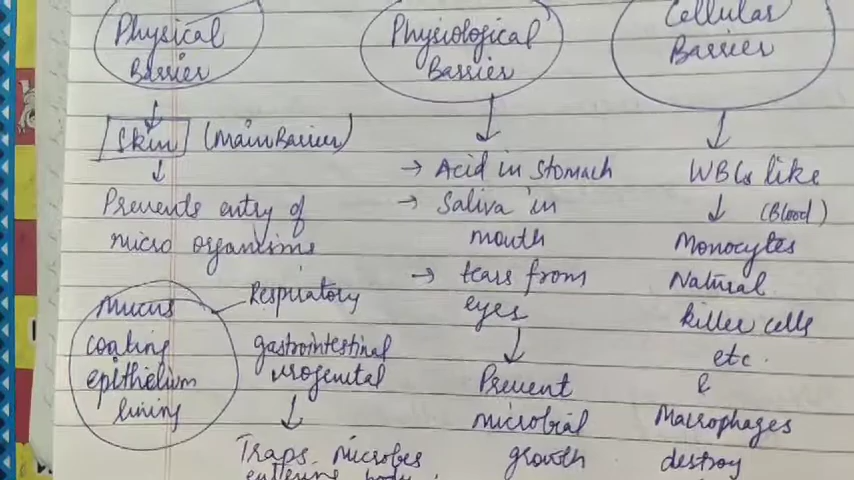 Physical
Barrier
Skin (Main Barrier)
Prevents entry of
micro organisms
Mucus
coating
epithelium
lining
Respiratory
gastrointestinal
urogenital
Traps microbes
entering body.
Physiological
Barrier
→ Acid in stomach
→ Saliva in
mouth
→ tears from
eyes
Prevent
microbial
growth
Cellular
Barrier
WBCs like
(Blood)
Monocytes
Natural
killer cells
etc.
&
Macrophages
destroy